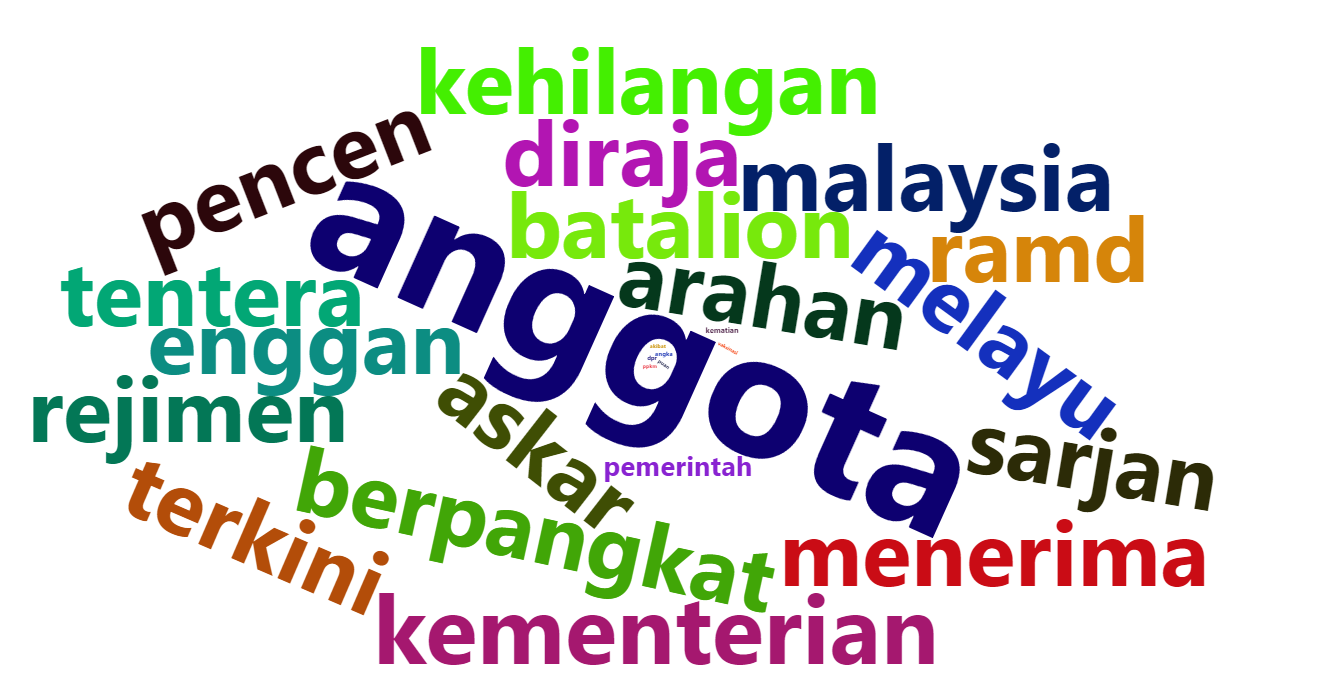 kehilangan
pencen
diraja
malaysia
anggota
batalion
ramd
melayu
arahan
tentera
enggan
kematian
vaksinasi
akibat
angka
dpr
puan
ppkm
rejimen
askar
sarjan
pemerintah
berpangkat
terkini
menerima
kementerian